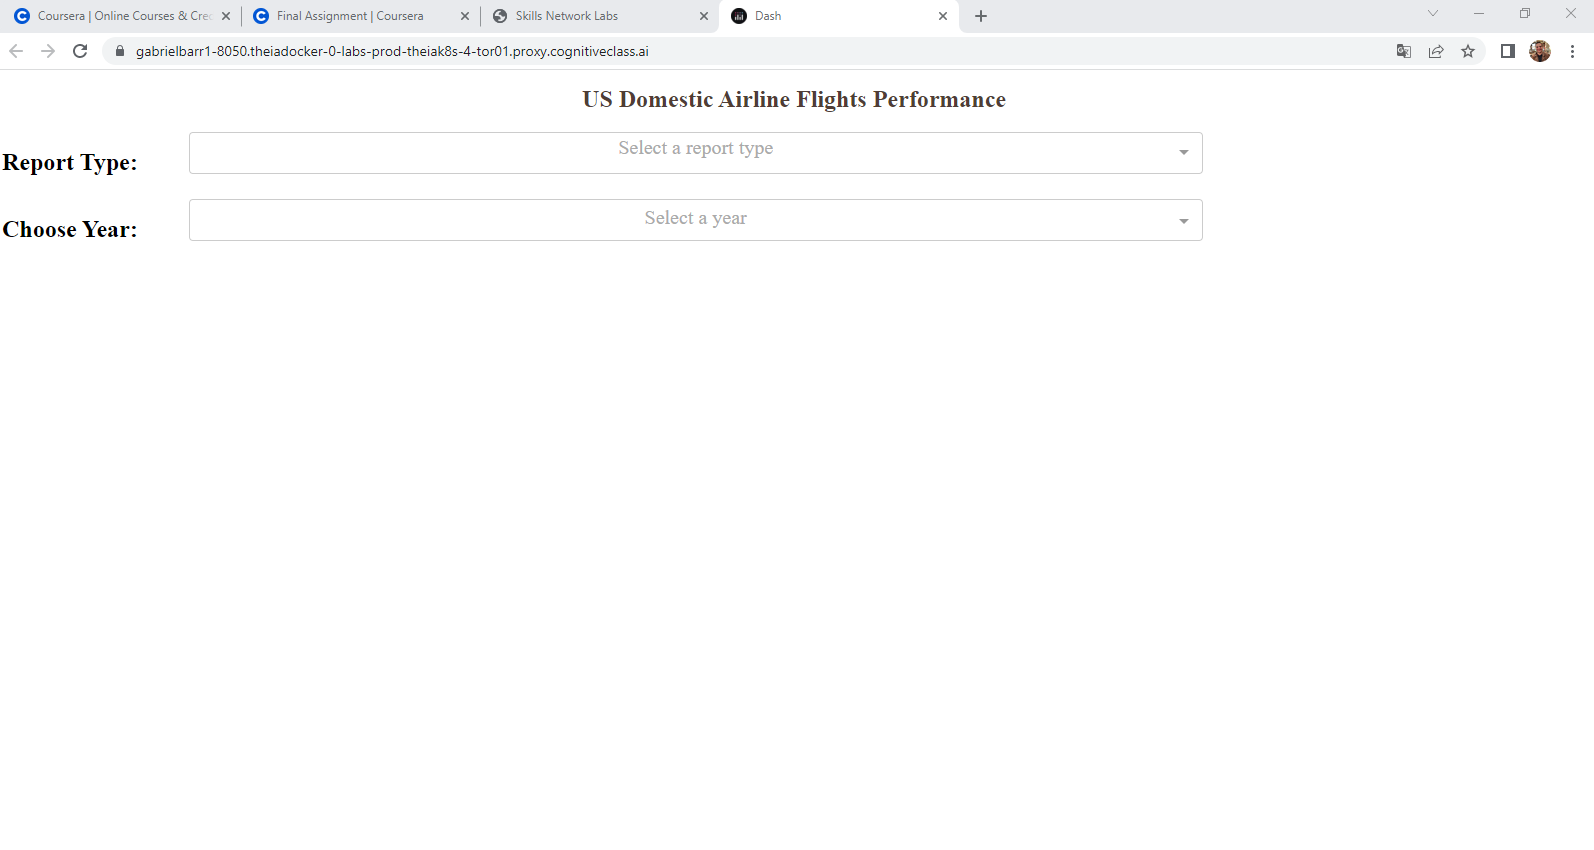 Coursera | Online Courses & Cre
Final Assignment | Coursera
Skills Network Labs
Dash
gabrielbarr1-8050.theiadocker-0-labs-prod-theiak8s-4-tor01.proxy.cognitiveclass.ai
US Domestic Airline Flights Performance
Report Type:
Select a report type
Choose Year:
Select a year